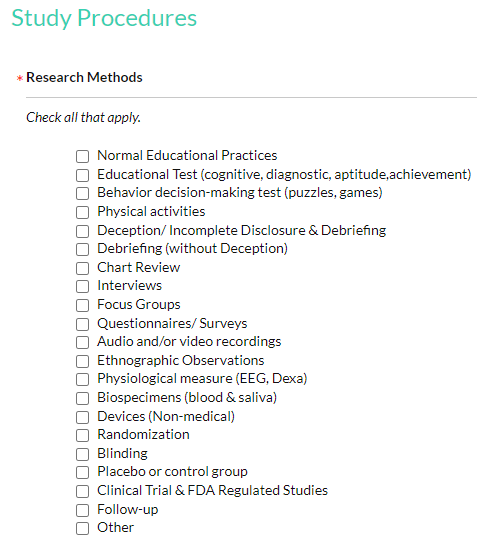 Study Procedures
* Research Methods
Check all that apply.
Normal Educational Practices
Educational Test (cognitive, diagnostic, aptitude,achievement)
Behavior decision-making test (puzzles, games)
Physical activities
Deception/ Incomplete Disclosure & Debriefing
Debriefing (without Deception)
Chart Review
Interviews
Focus Groups
Questionnaires/ Surveys
Audio and/or video recordings
Ethnographic Observations
Physiological measure (EEG, Dexa)
Biospecimens (blood & saliva)
Devices (Non-medical)
Randomization
Blinding
Placebo or control group
Clinical Trial & FDA Regulated Studies
Follow-up
Other